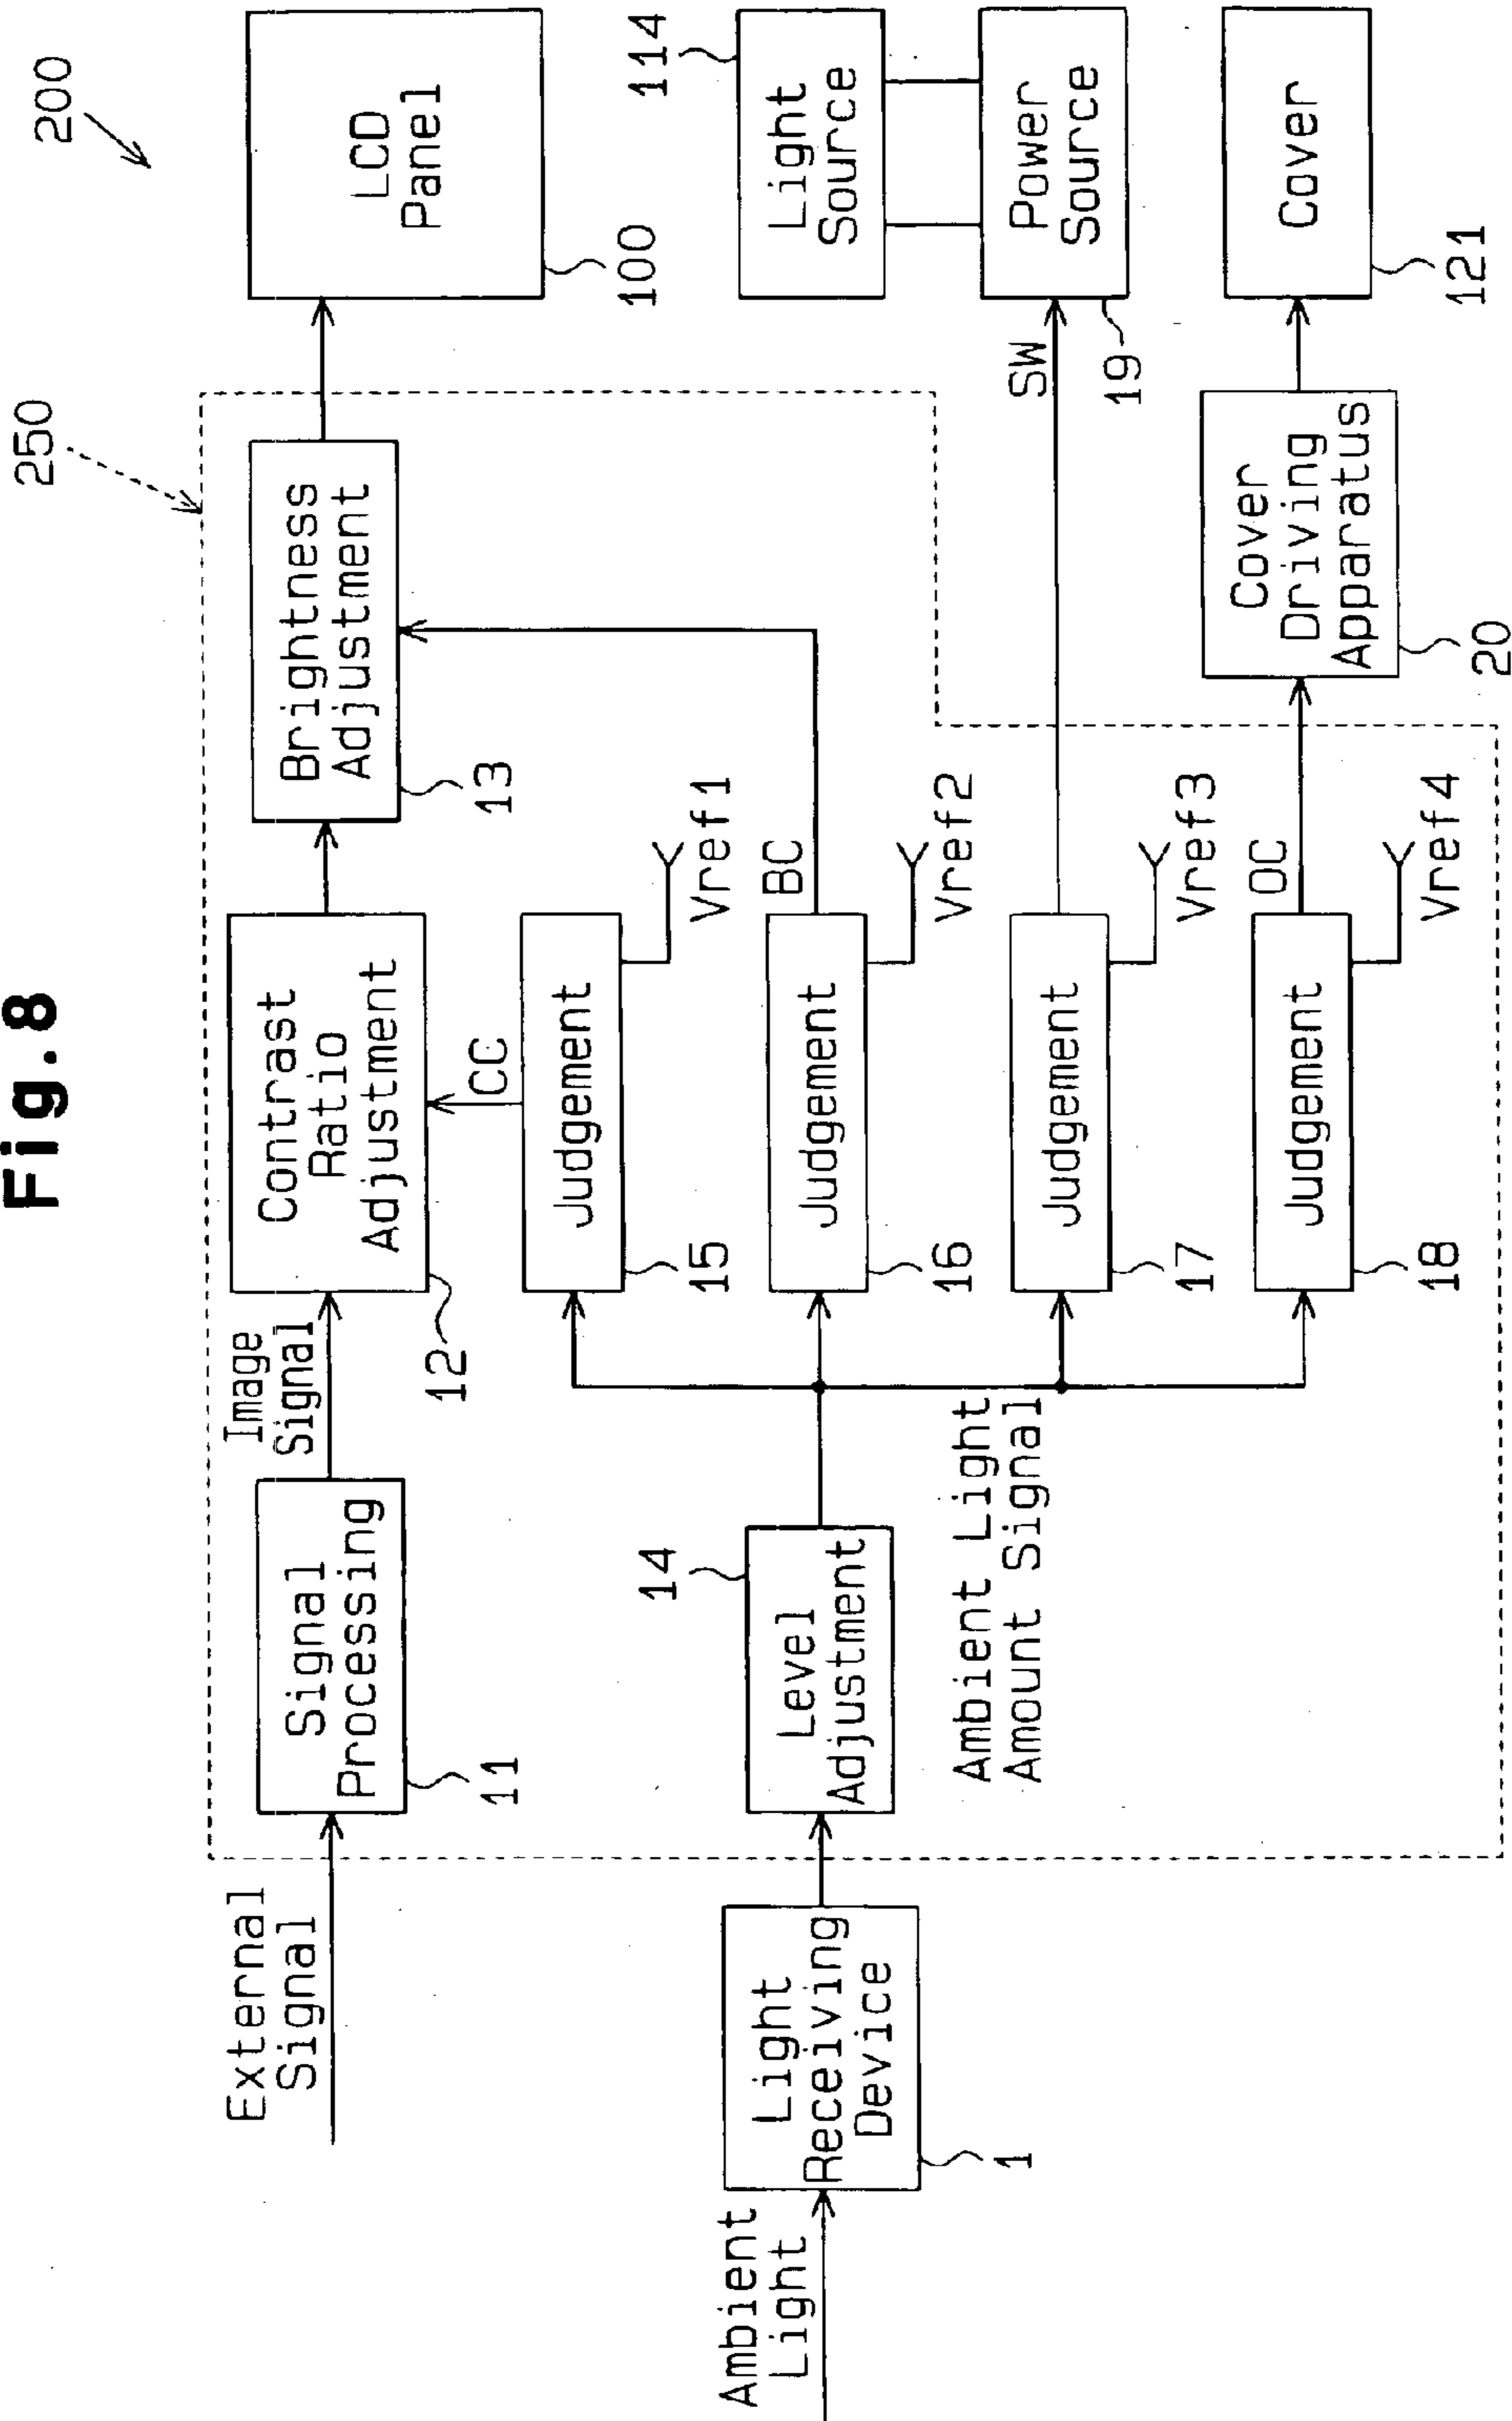 Fig.8
200
250
External
Signal
Signal
Processing
11
Image
Signal
Contrast
Ratio
Adjustment
12
Brightness
Adjustment
13
LCD
Panel
100
CC
Judgement
15
Vref1
Ambient
Light
Light
Receiving
Device
1
Level
Adjustment
14
Ambient Light
Amount Signal
Judgement
16
Vref2
BC
Judgement
17
Vref3
SW
Light
Source
114
Power
Source
19
Judgement
18
Vref4
OC
Cover
Driving
Apparatus
20
Cover
121